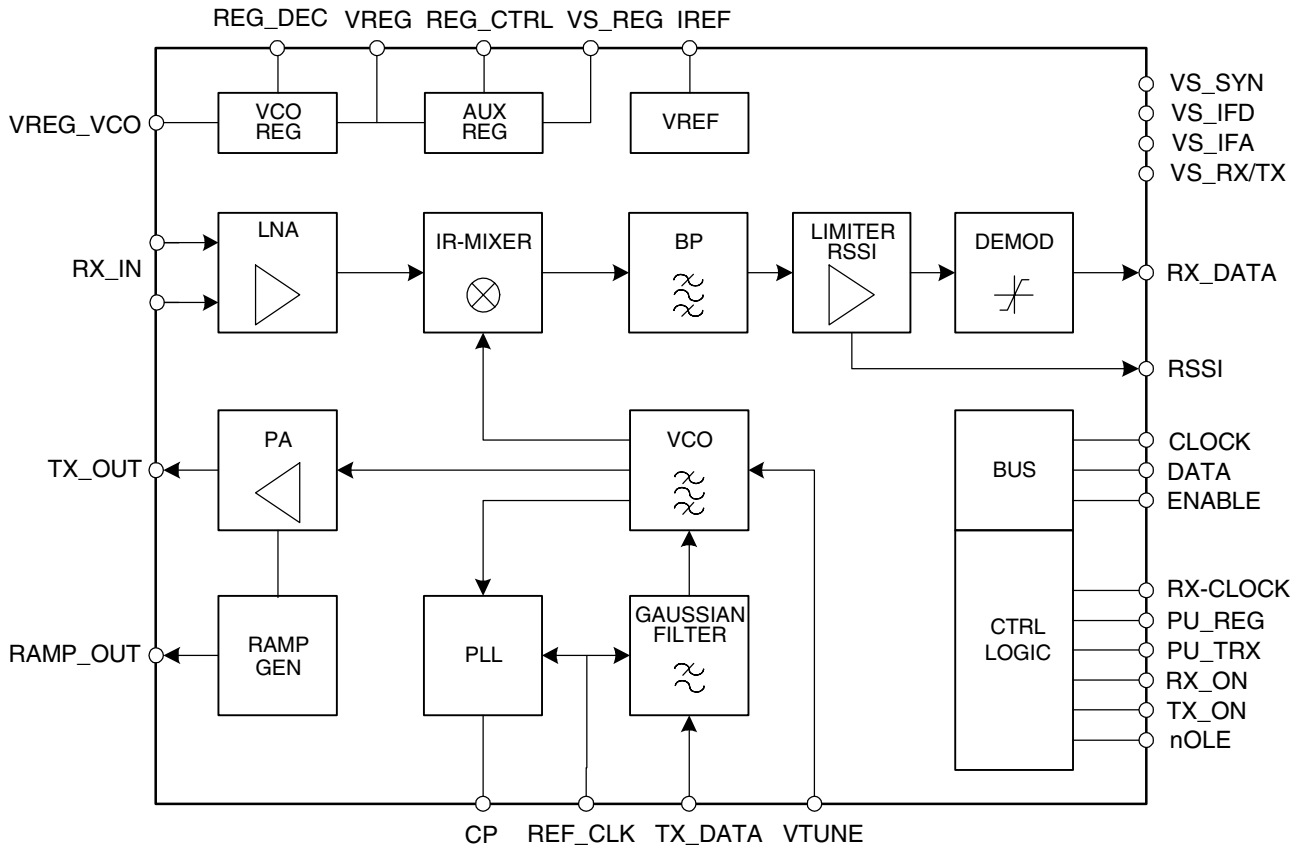 REG_DEC VREG REG_CTRL VS_REG IREF
VREG_VCO
VCO
REG
AUX
REG
VREF
VS_SYN
VS_IFD
VS_IFA
VS_RX/TX
RX_IN
LNA
IR-MIXER
BP
LIMITER
RSSI
DEMOD
RX_DATA
RSSI
TX_OUT
PA
VCO
BUS
CLOCK
DATA
ENABLE
RAMP_OUT
RAMP
GEN
PLL
GAUSSIAN
FILTER
CTRL
LOGIC
RX-CLOCK
PU_REG
PU_TRX
RX_ON
TX_ON
nOLE
CP REF_CLK TX_DATA VTUNE